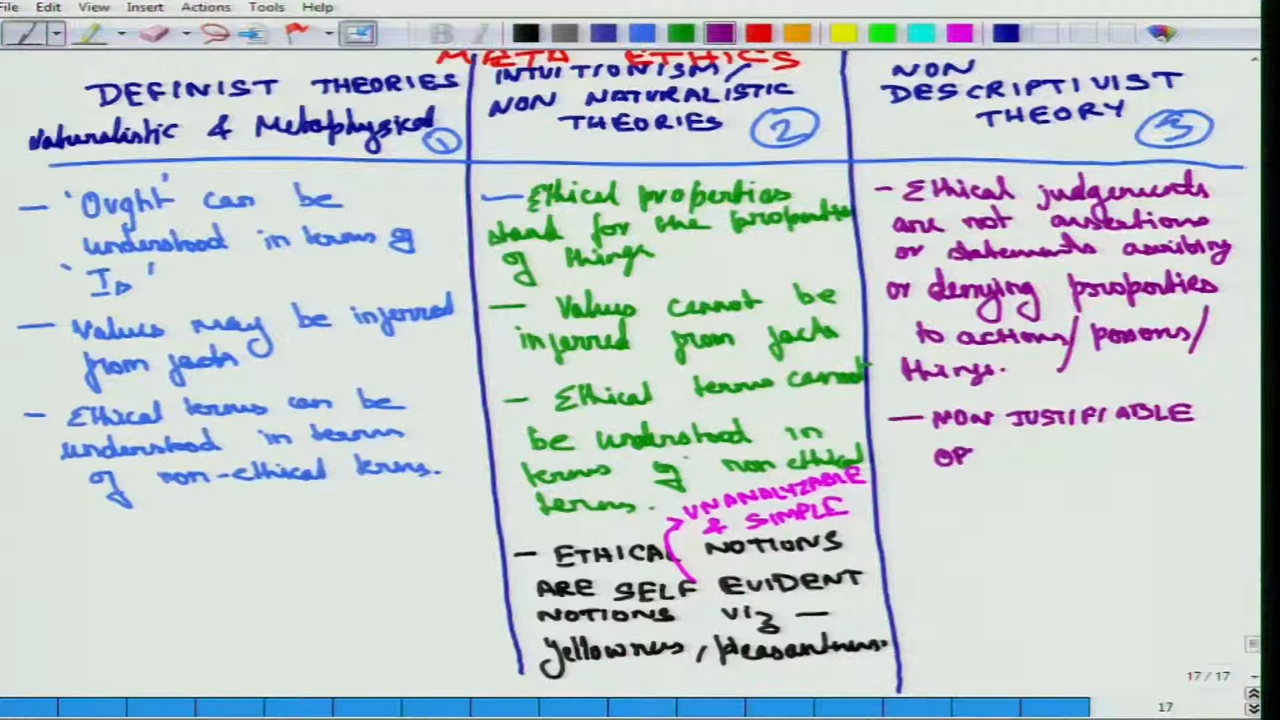 File Edit View Insert Actions Tools Help
META ETHICS
DEFINIST THEORIES
Naturalistic & Metaphysical
1
- 'Ought' can be
understood in terms of
'Is'
- Values may be inferred
from facts
- Ethical terms can be
understood in terms
of non-ethical terms.
INTUITIONISM/
NON NATURALISTIC
THEORIES
2
- Ethical properties
stand for the properties
of things
- Values cannot be
inferred from facts
- Ethical terms cannot
be understood in
terms of non ethical
terms.
UNANALYZABLE
& SIMPLE
- ETHICAL NOTIONS
ARE SELF EVIDENT
NOTIONS viz -
yellowness, pleasantness.
NON
DESCRIPTIVIST
THEORY
3
- Ethical judgements
are not assertions
or statements ascribing
or denying properties
to actions/persons/
things.
- NON JUSTIFIABLE
OR
17 / 17
17